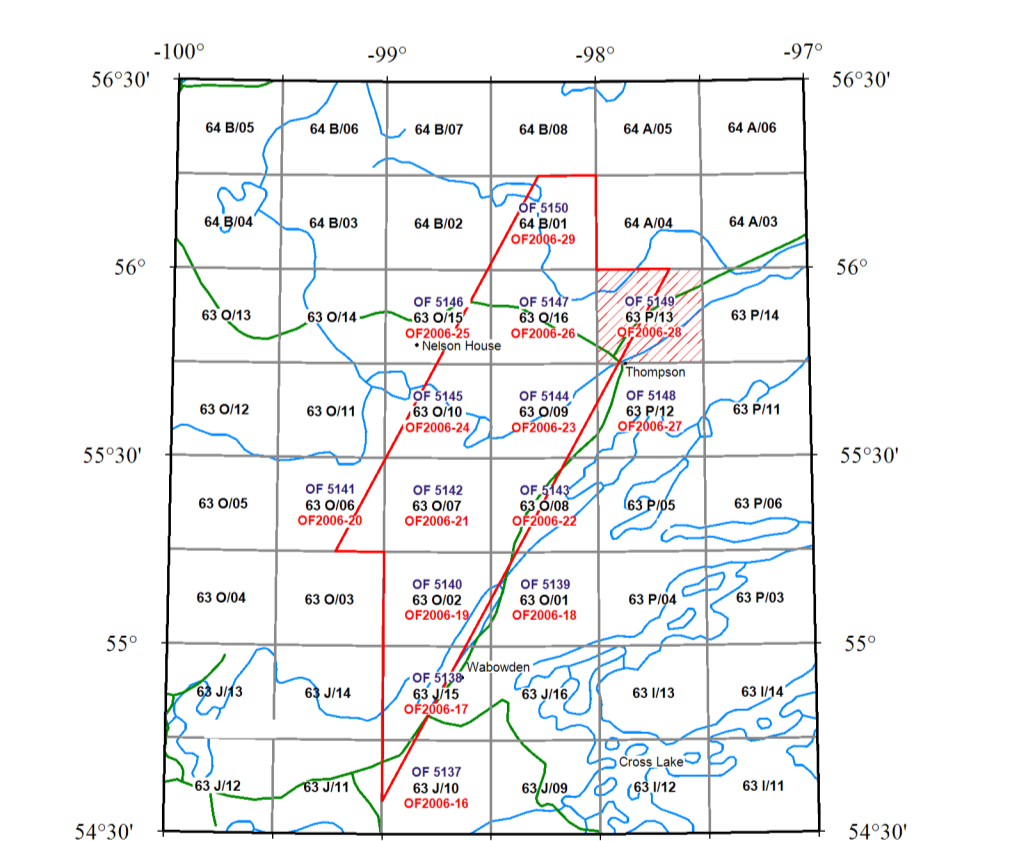 -100° -99° -98° -97°
56°30' 56°30'
64 B/05 64 B/06 64 B/07 64 B/08 64 A/05 64 A/06
OF 5150
64 B/04 64 B/03 64 B/02 64 B/01 64 A/04 64 A/03
OF2006-29
56° 56°
OF 5146 OF 5147 OF 5149
63 O/13 63 O/14 63 O/15 63 O/16 63 P/13 63 P/14
OF2006-25 OF2006-26 OF2006-28
Nelson House
Thompson
OF 5145 OF 5144 OF 5148
63 O/12 63 O/11 63 O/10 63 O/09 63 P/12 63 P/11
OF2006-24 OF2006-23 OF2006-27
55°30' 55°30'
OF 5141 OF 5142 OF 5143
63 O/05 63 O/06 63 O/07 63 O/08 63 P/05 63 P/06
OF2006-20 OF2006-21 OF2006-22
OF 5140 OF 5139
63 O/04 63 O/03 63 O/02 63 O/01 63 P/04 63 P/03
OF2006-19 OF2006-18
55° 55°
Wabowden
OF 5138
63 J/13 63 J/14 63 J/15 63 J/16 63 I/13 63 I/14
OF2006-17
Cross Lake
OF 5137
63 J/12 63 J/11 63 J/10 63 J/09 63 I/12 63 I/11
OF2006-16
54°30' 54°30'